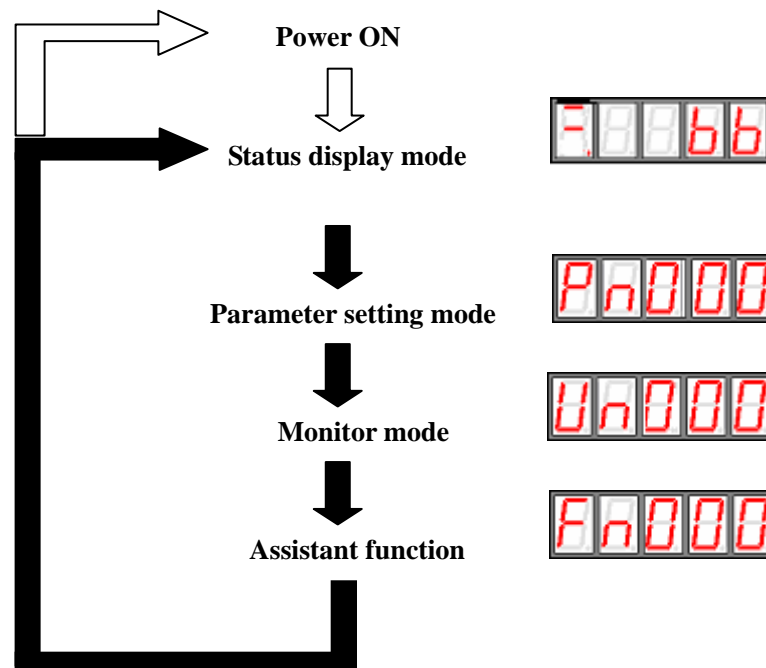 Power ON
bb
Status display mode
Pn000
Parameter setting mode
Un000
Monitor mode
Fn000
Assistant function